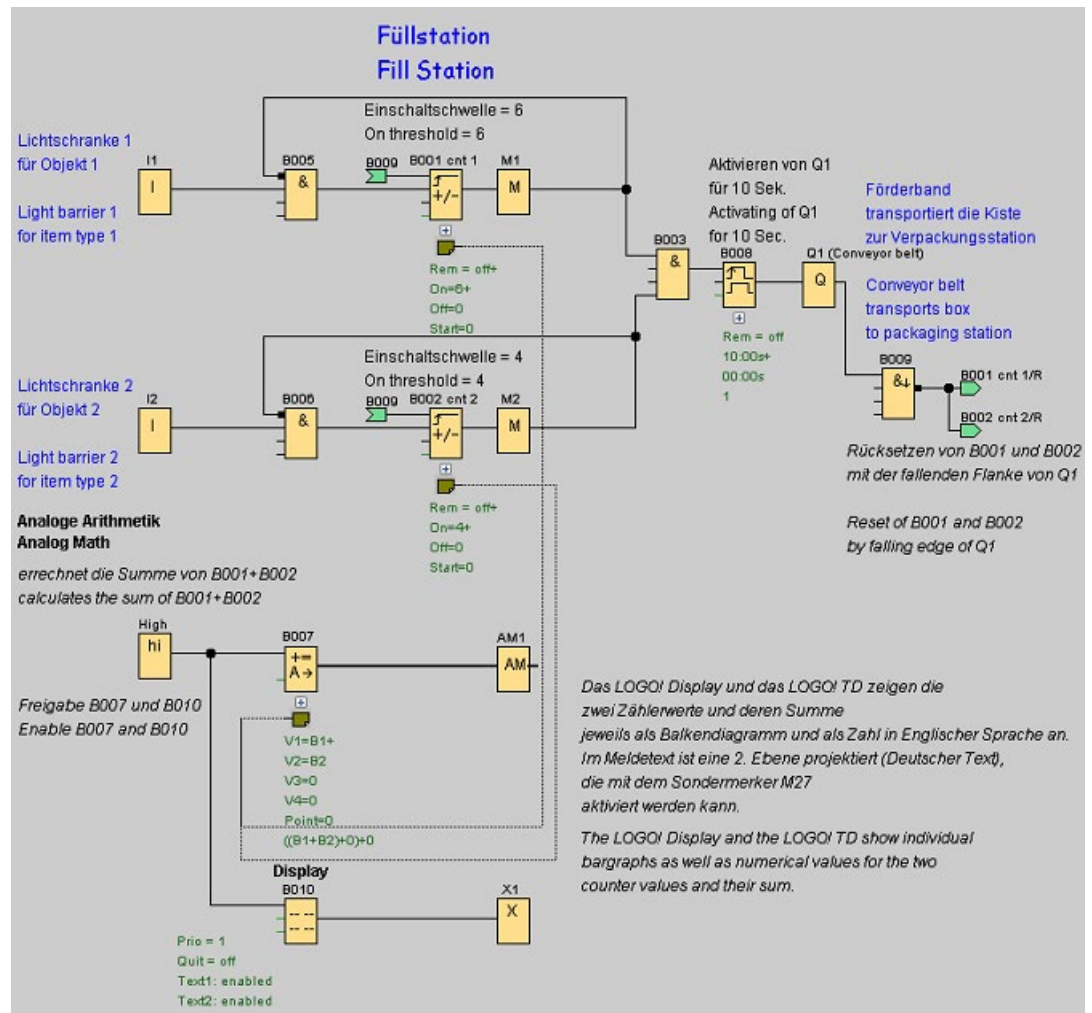 Füllstation
Fill Station
Einschaltschwelle = 6
On threshold = 6
Lichtschranke 1
für Objekt 1
Light barrier 1
for item type 1
I1
I
B005
&
B009
B001 cnt 1
+/-
M1
M
Rem = off+
On=6+
Off=0
Start=0
Aktivieren von Q1
für 10 Sek.
Activating of Q1
for 10 Sec.
B003
&
B008
Rem = off
10:00s+
00:00s
1
Förderband
transportiert die Kiste
zur Verpackungsstation
Q1 (Conveyor belt)
Q
Conveyor belt
transports box
to packaging station
B009
&↓
B001 cnt 1/R
B002 cnt 2/R
Rücksetzen von B001 und B002
mit der fallenden Flanke von Q1
Reset of B001 and B002
by falling edge of Q1
Einschaltschwelle = 4
On threshold = 4
Lichtschranke 2
für Objekt 2
Light barrier 2
for item type 2
I2
I
B006
&
B009
B002 cnt 2
+/-
M2
M
Rem = off+
On=4+
Off=0
Start=0
Analoge Arithmetik
Analog Math
errechnet die Summe von B001+B002
calculates the sum of B001+B002
High
hi
Freigabe B007 und B010
Enable B007 and B010
B007
+=
A→
AM1
AM
V1=B1+
V2=B2
V3=0
V4=0
Point=0
((B1+B2)+0)+0
Das LOGO! Display und das LOGO! TD zeigen die
zwei Zählerwerte und deren Summe
jeweils als Balkendiagramm und als Zahl in Englischer Sprache an.
Im Meldetext ist eine 2. Ebene projektiert (Deutscher Text),
die mit dem Sondermerker M27
aktiviert werden kann.
The LOGO! Display and the LOGO! TD show individual
bargraphs as well as numerical values for the two
counter values and their sum.
Display
B010
X1
X
Prio = 1
Quit = off
Text1: enabled
Text2: enabled